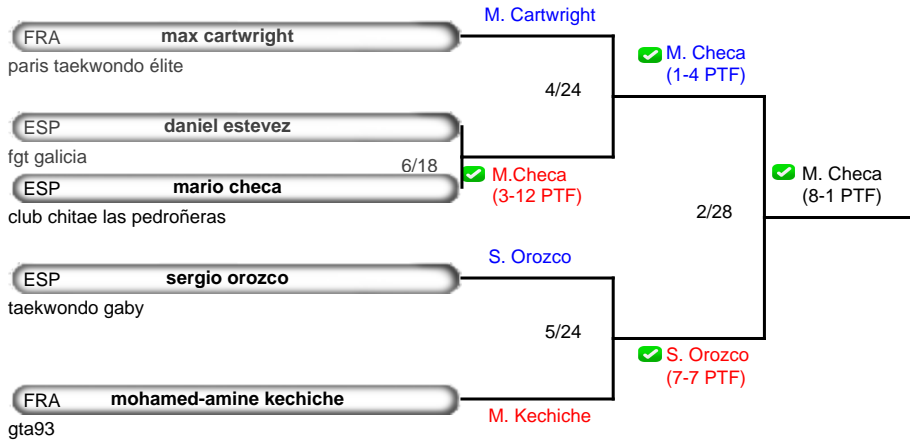 M. Cartwright
FRA max cartwright
paris taekwondo élite
M. Checa
(1-4 PTF)
4/24
ESP daniel estevez
fgt galicia
6/18
M.Checa
(3-12 PTF)
ESP mario checa
club chitae las pedroñeras
M. Checa
(8-1 PTF)
2/28
S. Orozco
ESP sergio orozco
taekwondo gaby
5/24
S. Orozco
(7-7 PTF)
FRA mohamed-amine kechiche
gta93
M. Kechiche